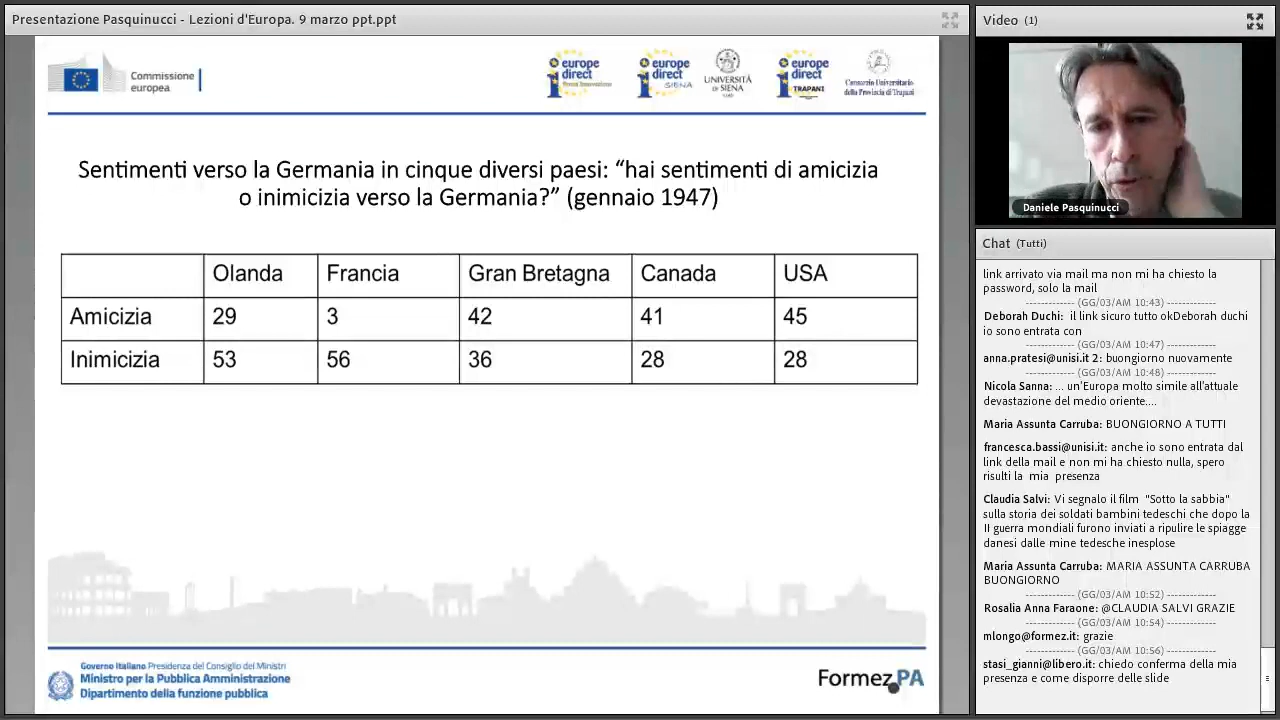 Presentazione Pasquinucci - Lezioni d'Europa. 9 marzo ppt.ppt
Commissione
europea
europe
direct
europe
direct
SIENA
UNIVERSITÀ
DI SIENA
europe
direct
TRAPANI
Consorzio Universitario
della Provincia di Trapani
Sentimenti verso la Germania in cinque diversi paesi: “hai sentimenti di amicizia
o inimicizia verso la Germania?” (gennaio 1947)
Olanda Francia Gran Bretagna Canada USA
Amicizia 29 3 42 41 45
Inimicizia 53 56 36 28 28
Governo Italiano Presidenza del Consiglio dei Ministri
Ministro per la Pubblica Amministrazione
Dipartimento della funzione pubblica
Formez PA
Video (1)
Daniele Pasquinucci
Chat (Tutti)
link arrivato via mail ma non mi ha chiesto la
password, solo la mail
------------ (GG/03/AM 10:43) ------------
Deborah Duchi: il link sicuro tutto okDeborah duchi
io sono entrata con
------------ (GG/03/AM 10:47) ------------
anna.pratesi@unisi.it 2: buongiorno nuovamente
------------ (GG/03/AM 10:48) ------------
Nicola Sanna: ... un'Europa molto simile all'attuale
devastazione del medio oriente....
Maria Assunta Carruba: BUONGIORNO A TUTTI
francesca.bassi@unisi.it: anche io sono entrata dal
link della mail e non mi ha chiesto nulla, spero
risulti la mia presenza
Claudia Salvi: Vi segnalo il film "Sotto la sabbia"
sulla storia dei soldati bambini tedeschi che dopo la
II guerra mondiali furono inviati a ripulire le spiagge
danesi dalle mine tedesche inesplose
Maria Assunta Carruba: MARIA ASSUNTA CARRUBA
BUONGIORNO
------------ (GG/03/AM 10:52) ------------
Rosalia Anna Faraone: @CLAUDIA SALVI GRAZIE
------------ (GG/03/AM 10:54) ------------
mlongo@formez.it: grazie
------------ (GG/03/AM 10:56) ------------
stasi_gianni@libero.it: chiedo conferma della mia
presenza e come disporre delle slide